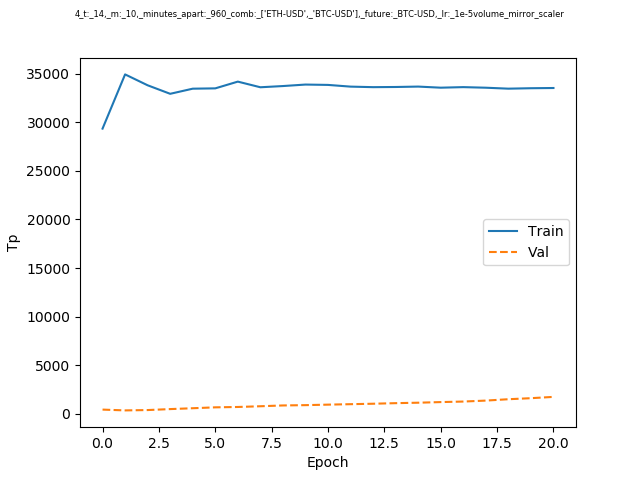 4_t:_14,_m:_10,_minutes_apart:_960_comb:_['ETH-USD',_'BTC-USD'],_future:_BTC-USD,_lr:_1e-5volume_mirror_scaler
35000
30000
25000
20000
15000
10000
5000
0
Tp
Train
Val
0.0 2.5 5.0 7.5 10.0 12.5 15.0 17.5 20.0
Epoch